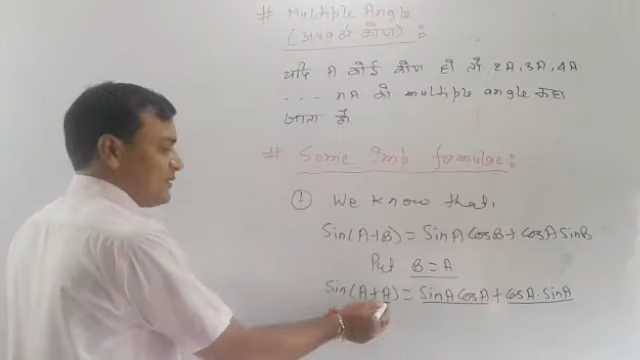 # Multiple Angle
(अपवर्त्य कोण) :
यदि A कोई कोण हो तो 2A, 3A, 4A
... nA को multiple angle कहा
जाता है
# Some Imp formulae:
① We know that,
Sin(A+B) = SinA CosB + CosA SinB
Put B = A
Sin(A+A) = SinA CosA + CosA · SinA